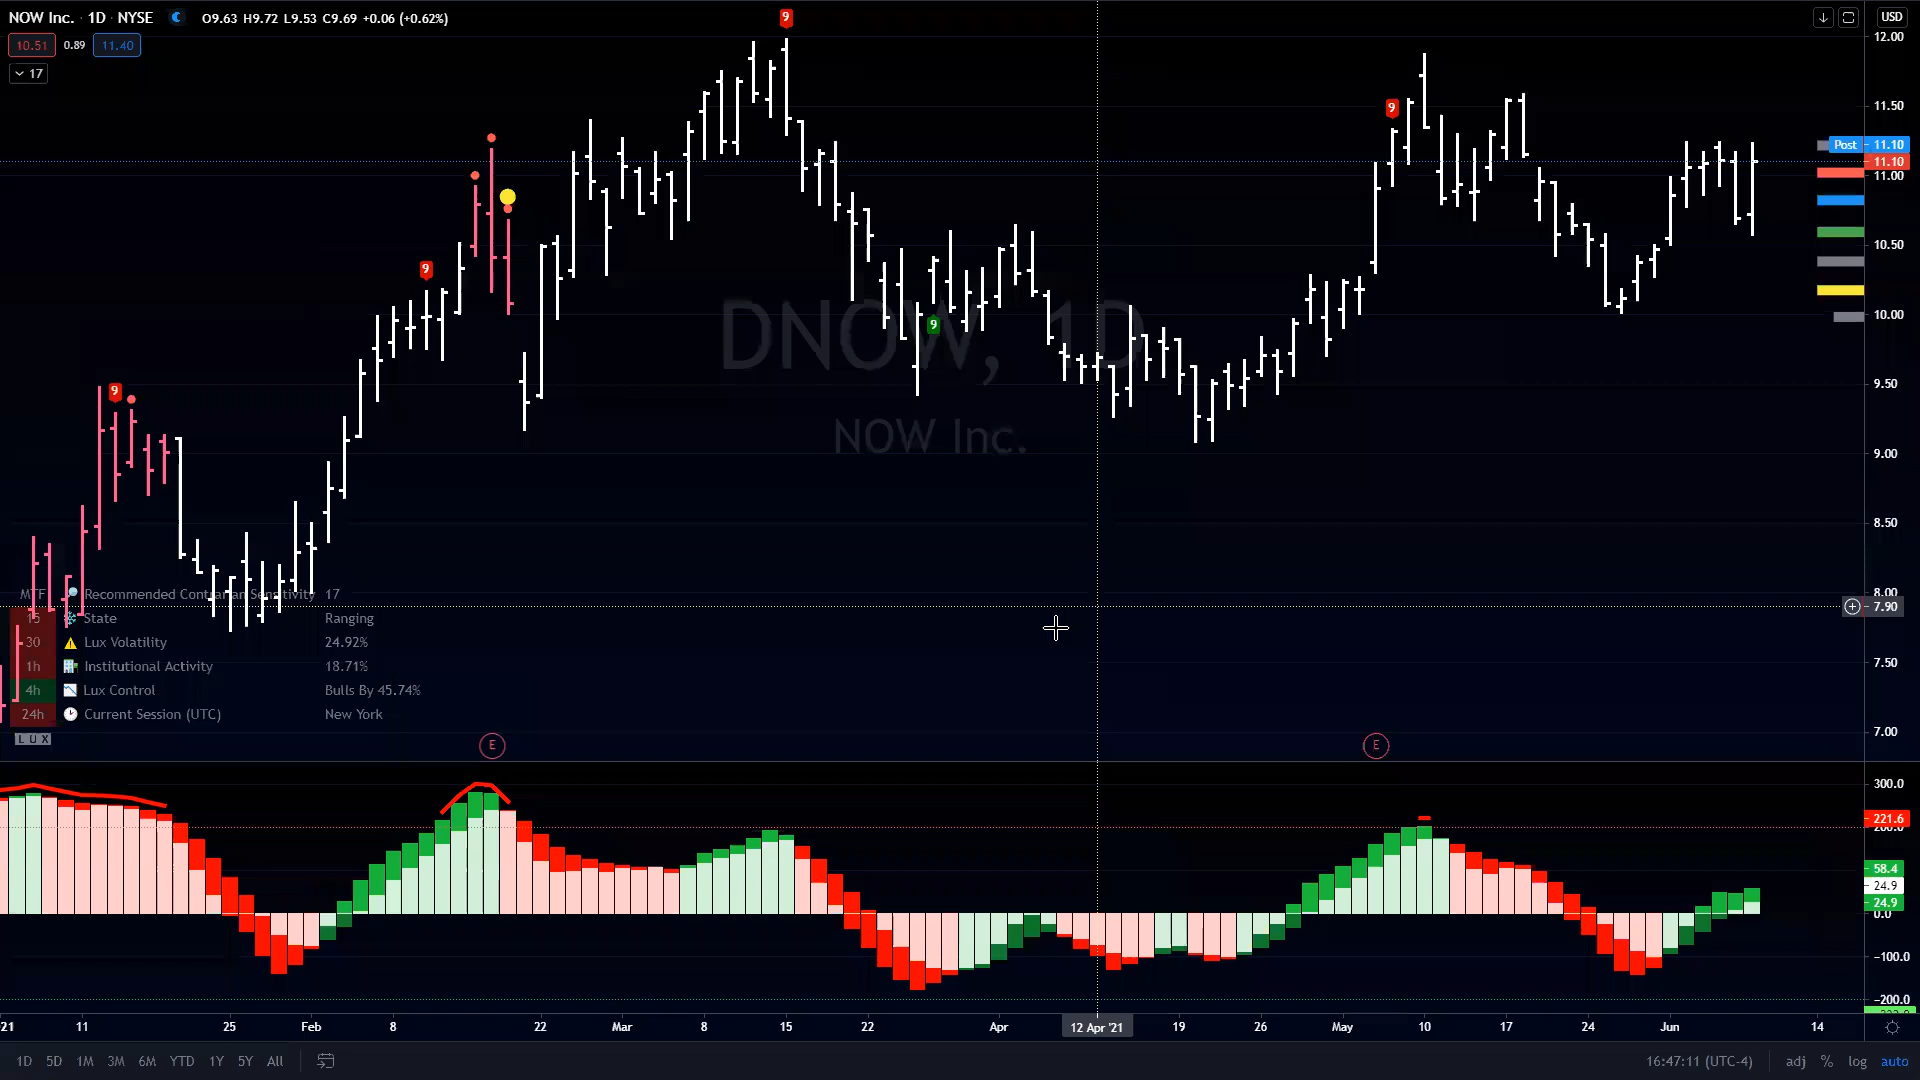 NOW Inc. · 1D · NYSE O9.63 H9.72 L9.53 C9.69 +0.06 (+0.62%) USD
10.51 0.89 11.40
17
9
9
9
9
9
9
12.00
11.50
Post 11.10
11.10
11.00
10.50
10.00
9.50
9.00
8.50
8.00
7.90
7.50
7.00
DNOW, 1D
NOW Inc.
MTF Recommended Contrarian Sensitivity 17
15 State Ranging
30 Lux Volatility 24.92%
1h Institutional Activity 18.71%
4h Lux Control Bulls By 45.74%
24h Current Session (UTC) New York
LUX
E E
300.0
221.6
200.0
58.4
24.9
24.9
0.0
−100.0
−200.0
21 11 25 Feb 8 22 Mar 8 15 22 Apr 12 Apr '21 19 26 May 10 17 24 Jun 14
1D 5D 1M 3M 6M YTD 1Y 5Y All 16:47:11 (UTC-4) adj % log auto